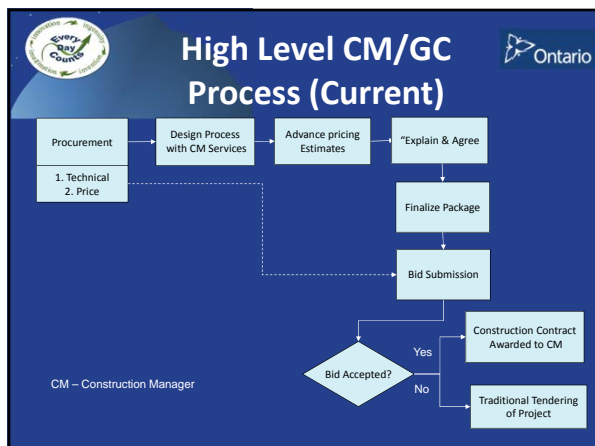 innovation
ingenuity
imagination
invention
Every
Day
Counts
High Level CM/GC
Process (Current)
Ontario
Procurement
1. Technical
2. Price
Design Process
with CM Services
Advance pricing
Estimates
“Explain & Agree
Finalize Package
Bid Submission
Bid Accepted?
Yes
No
Construction Contract
Awarded to CM
Traditional Tendering
of Project
CM – Construction Manager